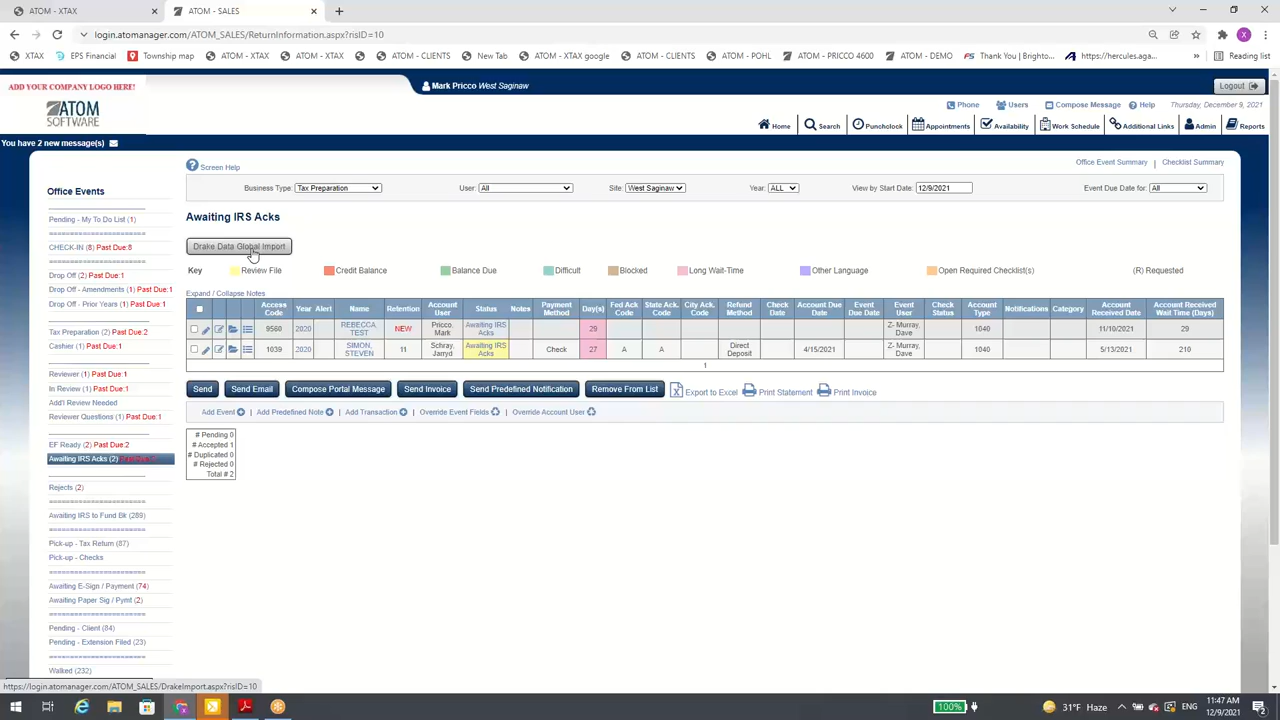 ATOM - XTAX
ATOM - SALES
login.atomanager.com/ATOM_SALES/ReturnInformation.aspx?risID=10
XTAX SF Financial Township map ATOM - XTAX ATOM - XTAX ATOM - CLIENTS New Tab ATOM - XTAX google ATOM - CLIENTS ATOM - POHL ATOM - PRICCO 4600 ATOM - DEMO Thank You | Brighto... https://hercules.aga... Reading list
ADD YOUR COMPANY LOGO HERE!
ATOM
SOFTWARE
Mark Pricco West Saginaw
Logout
Phone Users Compose Message Help Thursday, December 9, 2021
Home Search Punchclock Appointments Availability Work Schedule Additional Links Admin Reports
You have 2 new message(s)
Screen Help
Office Event Summary | Checklist Summary
Business Type: Tax Preparation User: All Site: West Saginaw Year: ALL View by Start Date: 12/9/2021 Event Due Date for: All
Office Events
Pending - My To Do List (1)
=======================
CHECK-IN (8) Past Due:8
=======================
Drop Off (2) Past Due:1
Drop Off - Amendments (1) Past Due:1
Drop Off - Prior Years (1) Past Due:1
Tax Preparation (2) Past Due:2
Cashier (1) Past Due:1
Reviewer (1) Past Due:1
In Review (1) Past Due:1
Add'l Review Needed
Reviewer Questions (1) Past Due:1
EF Ready (2) Past Due:2
Awaiting IRS Acks (2)
Rejects (2)
=======================
Awaiting IRS to Fund Bk (289)
=======================
Pick-up - Tax Return (87)
Pick-up - Checks
=======================
Awaiting E-Sign / Payment (74)
Awaiting Paper Sig / Pymt (2)
=======================
Pending - Client (84)
Pending - Extension Filed (23)
=======================
Walked (232)
Awaiting IRS Acks
Drake Data Global Import
Key Review File Credit Balance Balance Due Difficult Blocked Long Wait-Time Other Language Open Required Checklist(s) (R) Requested
Expand / Collapse Notes
Access Code Year Alert Name Retention Account User Status Notes Payment Method Day(s) Fed Ack Code State Ack. Code City Ack. Code Refund Method Check Date Account Due Date Event Due Date Event User Check Status Account Type Notifications Category Account Received Date Account Received Wait Time (Days)
9560 2020 REBECCA, TEST NEW Pricco, Mark Awaiting IRS Acks 29 Z- Murray, Dave 1040 11/10/2021 29
1039 2020 SIMON, STEVEN 11 Schray, Jarryd Awaiting IRS Acks Check 27 A A Direct Deposit 4/15/2021 Z- Murray, Dave 1040 5/13/2021 210
1
Send Send Email Compose Portal Message Send Invoice Send Predefined Notification Remove From List Export to Excel Print Statement Print Invoice
Add Event • Add Predefined Note • Add Transaction • Override Event Fields • Override Account User
# Pending 0
# Accepted 1
# Duplicated 0
# Rejected 0
Total # 2
https://login.atomanager.com/ATOM_SALES/DrakeImport.aspx?risID=10
100% 31°F Haze 11:47 AM
12/9/2021 2